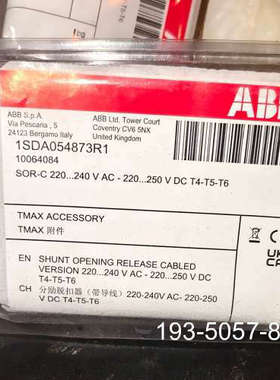 ABB
ABB S.p.A.
Via Pescaria , 5
24123 Bergamo Italy
ABB Ltd. Tower Court
Coventry CV6 5NX
United Kingdom
1SDA054873R1
10064084
SOR-C 220...240 V AC - 220...250 V DC T4-T5-T6
TMAX ACCESSORY
TMAX 附件
EN SHUNT OPENING RELEASE CABLED
VERSION 220...240 V AC - 220...250 V DC
T4-T5-T6
CH 分励脱扣器（带导线）220-240V AC- 220-250
V DC T4-T5-T6
UK
CA
193-5057-8